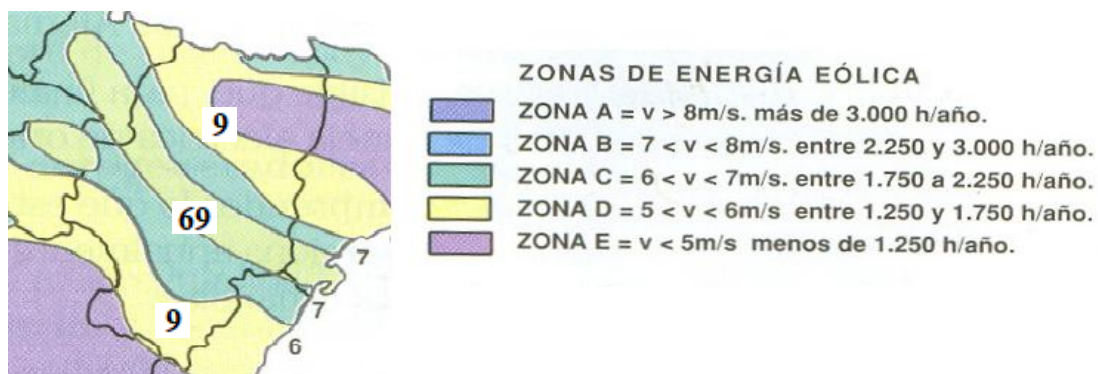 9
69
9
7
7
6
ZONAS DE ENERGÍA EÓLICA
ZONA A = v > 8m/s. más de 3.000 h/año.
ZONA B = 7 < v < 8m/s. entre 2.250 y 3.000 h/año.
ZONA C = 6 < v < 7m/s. entre 1.750 a 2.250 h/año.
ZONA D = 5 < v < 6m/s entre 1.250 y 1.750 h/año.
ZONA E = v < 5m/s menos de 1.250 h/año.